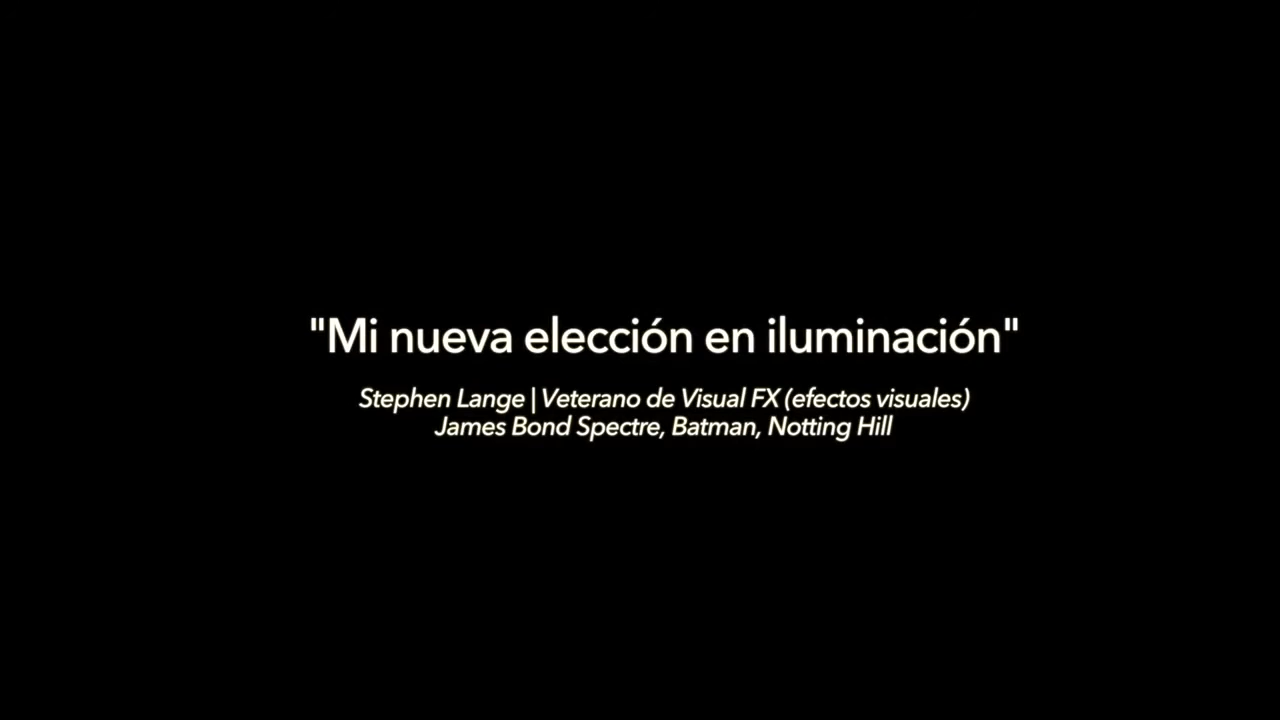 "Mi nueva elección en iluminación"
Stephen Lange | Veterano de Visual FX (efectos visuales)
James Bond Spectre, Batman, Notting Hill